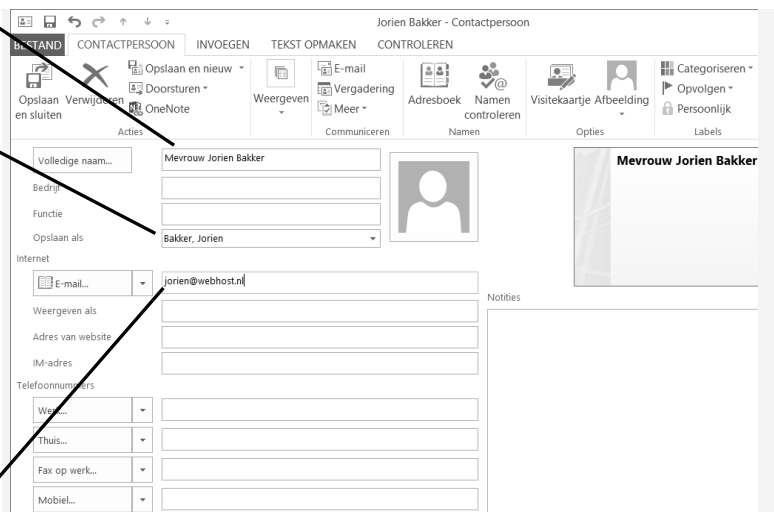 Jorien Bakker - Contactpersoon
BESTAND CONTACTPERSOON INVOEGEN TEKST OPMAKEN CONTROLEREN
Opslaan en sluiten
Verwijderen
Opslaan en nieuw
Doorsturen
OneNote
Acties
Weergeven
E-mail
Vergadering
Meer
Communiceren
Adresboek
Namen controleren
Namen
Visitekaartje
Afbeelding
Opties
Categoriseren
Opvolgen
Persoonlijk
Labels
Volledige naam...
Mevrouw Jorien Bakker
Bedrijf
Functie
Opslaan als
Bakker, Jorien
Mevrouw Jorien Bakker
Internet
E-mail...
jorien@webhost.nl
Weergeven als
Adres van website
IM-adres
Notities
Telefoonnummers
Werk...
Thuis...
Fax op werk...
Mobiel...